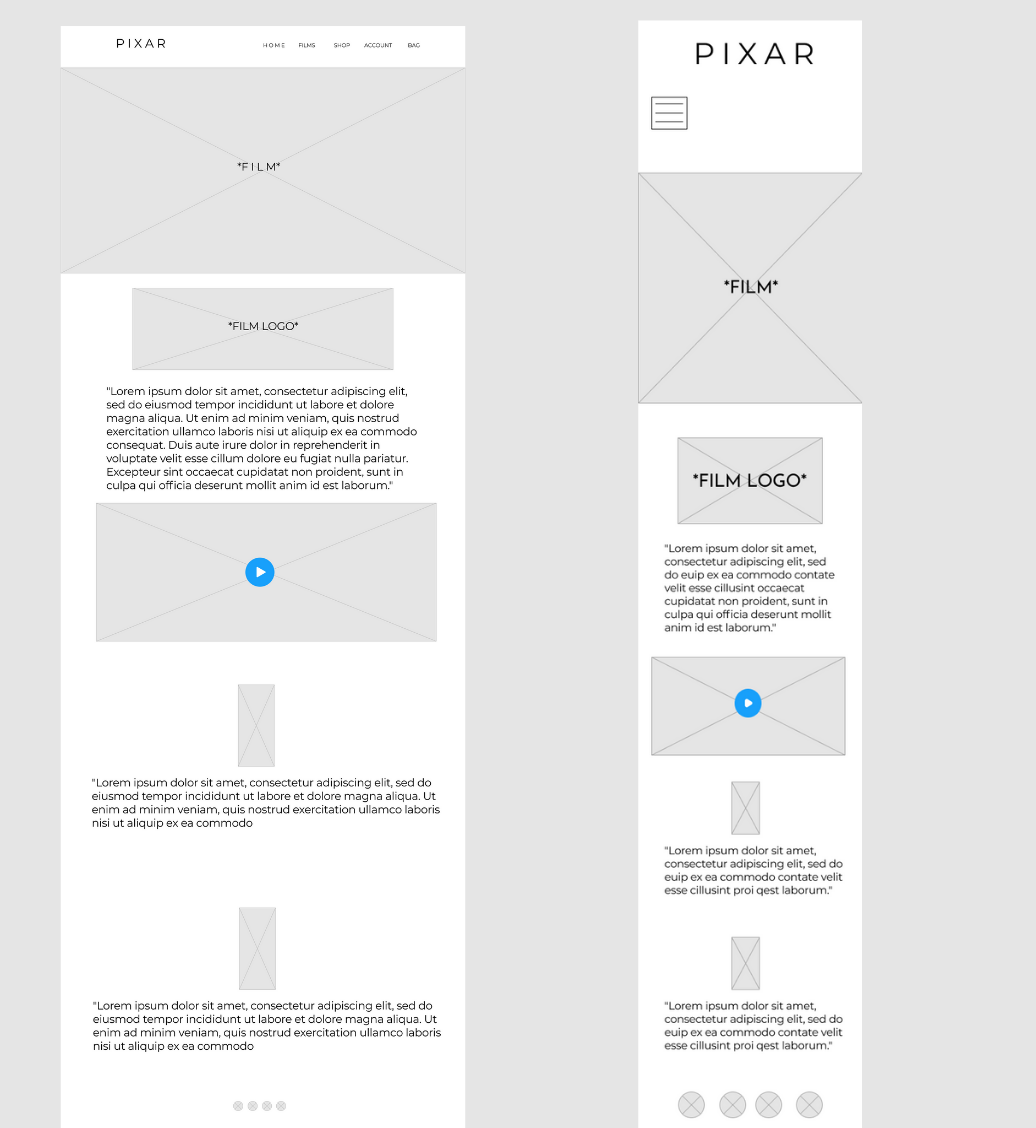 PIXAR
HOME FILMS SHOP ACCOUNT BAG
*FILM*
*FILM LOGO*
"Lorem ipsum dolor sit amet, consectetur adipiscing elit,
sed do eiusmod tempor incididunt ut labore et dolore
magna aliqua. Ut enim ad minim veniam, quis nostrud
exercitation ullamco laboris nisi ut aliquip ex ea commodo
consequat. Duis aute irure dolor in reprehenderit in
voluptate velit esse cillum dolore eu fugiat nulla pariatur.
Excepteur sint occaecat cupidatat non proident, sunt in
culpa qui officia deserunt mollit anim id est laborum."
"Lorem ipsum dolor sit amet, consectetur adipiscing elit, sed do
eiusmod tempor incididunt ut labore et dolore magna aliqua. Ut
enim ad minim veniam, quis nostrud exercitation ullamco laboris
nisi ut aliquip ex ea commodo
"Lorem ipsum dolor sit amet, consectetur adipiscing elit, sed do
eiusmod tempor incididunt ut labore et dolore magna aliqua. Ut
enim ad minim veniam, quis nostrud exercitation ullamco laboris
nisi ut aliquip ex ea commodo
PIXAR
*FILM*
*FILM LOGO*
"Lorem ipsum dolor sit amet,
consectetur adipiscing elit, sed
do euip ex ea commodo contate
velit esse cillusint occaecat
cupidatat non proident, sunt in
culpa qui officia deserunt mollit
anim id est laborum."
"Lorem ipsum dolor sit amet,
consectetur adipiscing elit, sed do
euip ex ea commodo contate velit
esse cillusint proi qest laborum."
"Lorem ipsum dolor sit amet,
consectetur adipiscing elit, sed do
euip ex ea commodo contate velit
esse cillusint proi qest laborum."